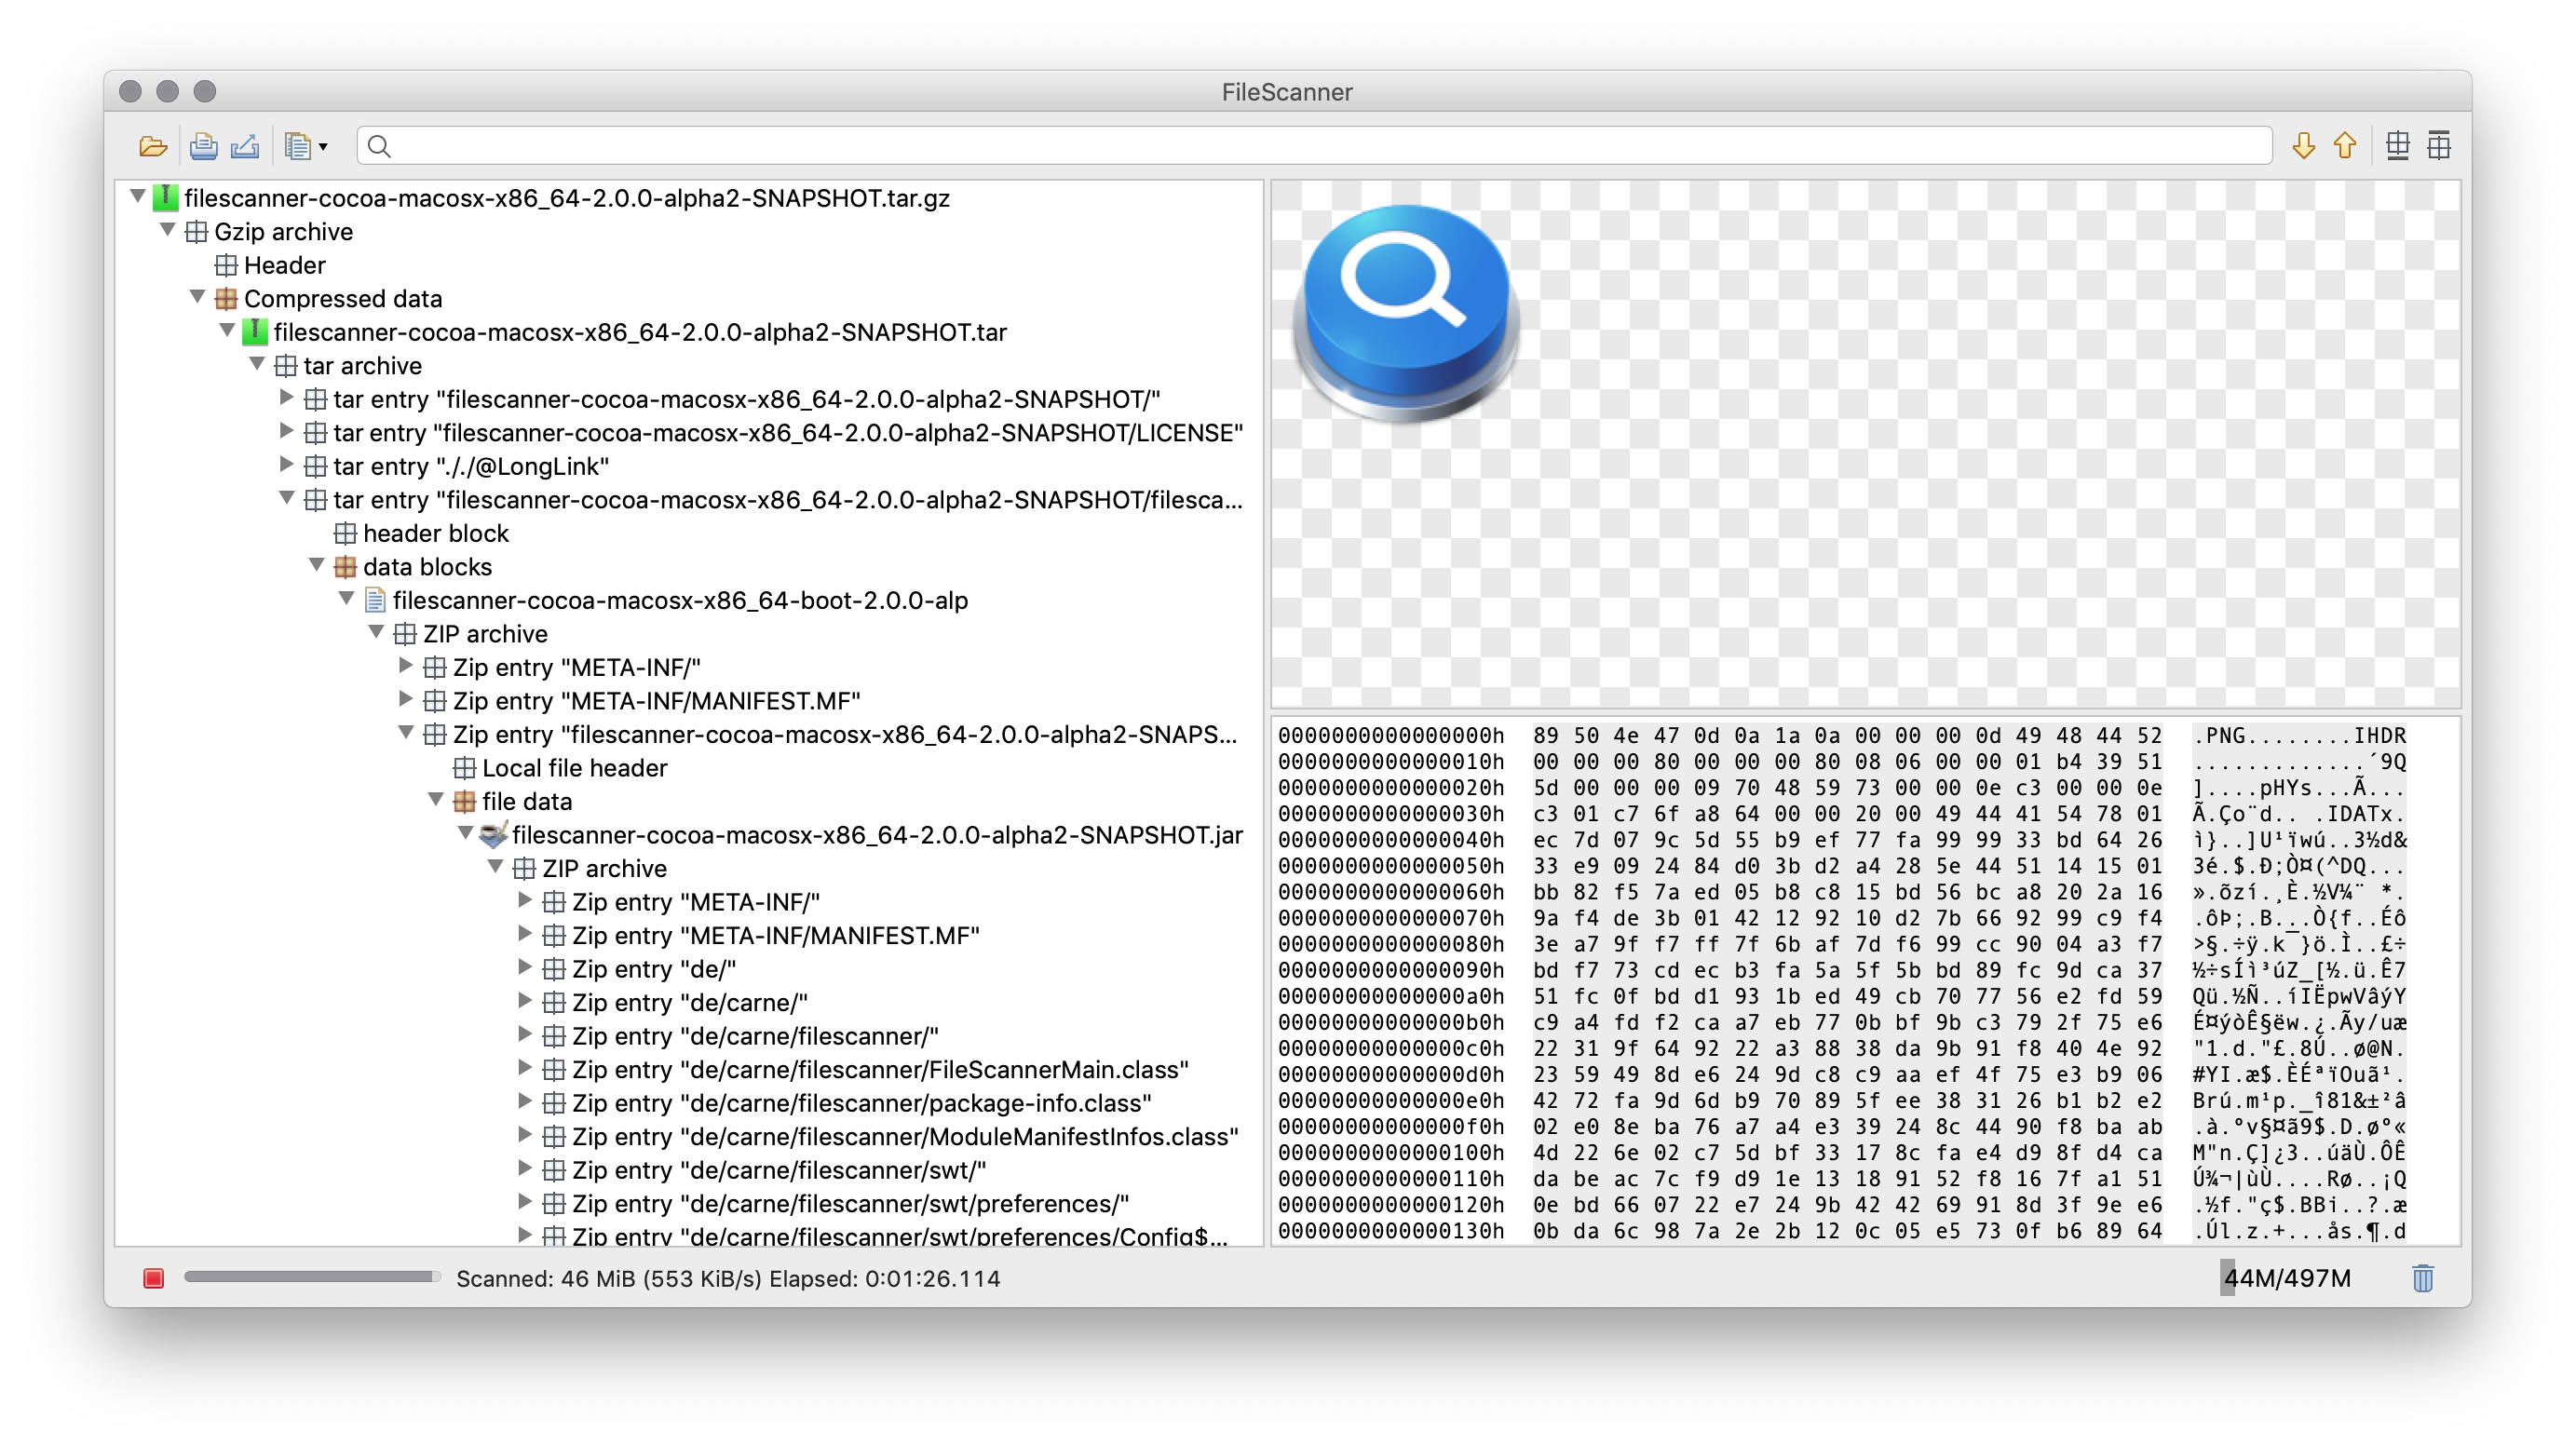 FileScanner
filescanner-cocoa-macosx-x86_64-2.0.0-alpha2-SNAPSHOT.tar.gz
Gzip archive
Header
Compressed data
filescanner-cocoa-macosx-x86_64-2.0.0-alpha2-SNAPSHOT.tar
tar archive
tar entry "filescanner-cocoa-macosx-x86_64-2.0.0-alpha2-SNAPSHOT/"
tar entry "filescanner-cocoa-macosx-x86_64-2.0.0-alpha2-SNAPSHOT/LICENSE"
tar entry "././@LongLink"
tar entry "filescanner-cocoa-macosx-x86_64-2.0.0-alpha2-SNAPSHOT/filesca...
header block
data blocks
filescanner-cocoa-macosx-x86_64-boot-2.0.0-alp
ZIP archive
Zip entry "META-INF/"
Zip entry "META-INF/MANIFEST.MF"
Zip entry "filescanner-cocoa-macosx-x86_64-2.0.0-alpha2-SNAPS...
Local file header
file data
filescanner-cocoa-macosx-x86_64-2.0.0-alpha2-SNAPSHOT.jar
ZIP archive
Zip entry "META-INF/"
Zip entry "META-INF/MANIFEST.MF"
Zip entry "de/"
Zip entry "de/carne/"
Zip entry "de/carne/filescanner/"
Zip entry "de/carne/filescanner/FileScannerMain.class"
Zip entry "de/carne/filescanner/package-info.class"
Zip entry "de/carne/filescanner/ModuleManifestInfos.class"
Zip entry "de/carne/filescanner/swt/"
Zip entry "de/carne/filescanner/swt/preferences/"
Zip entry "de/carne/filescanner/swt/preferences/Config$...
0000000000000000h 89 50 4e 47 0d 0a 1a 0a 00 00 00 0d 49 48 44 52 .PNG........IHDR
0000000000000010h 00 00 00 80 00 00 00 80 08 06 00 00 01 b4 39 51 .............´9Q
0000000000000020h 5d 00 00 00 09 70 48 59 73 00 00 0e c3 00 00 0e ]....pHYs...Ã...
0000000000000030h c3 01 c7 6f a8 64 00 00 20 00 49 44 41 54 78 01 Ã.Ço¨d.. .IDATx.
0000000000000040h ec 7d 07 9c 5d 55 b9 ef 77 fa 99 99 33 bd 64 26 ì}..]U¹ïwú..3½d&
0000000000000050h 33 e9 09 24 84 d0 3b d2 a4 28 5e 44 51 14 15 01 3é.$.Ð;Ò¤(^DQ...
0000000000000060h bb 82 f5 7a ed 05 b8 c8 15 bd 56 bc a8 20 2a 16 ».õzí.¸È.½V¼¨ *.
0000000000000070h 9a f4 de 3b 01 42 12 92 10 d2 7b 66 92 99 c9 f4 .ôÞ;.B...Ò{f..Éô
0000000000000080h 3e a7 9f f7 ff 7f 6b af 7d f6 99 cc 90 04 a3 f7 >§.÷ÿ.k¯}ö.Ì..£÷
0000000000000090h bd f7 73 cd ec b3 fa 5a 5f 5b bd 89 fc 9d ca 37 ½÷sÍì³úZ_[½.ü.Ê7
00000000000000a0h 51 fc 0f bd d1 93 1b ed 49 cb 70 77 56 e2 fd 59 Qü.½Ñ..íIËpwVâýY
00000000000000b0h c9 a4 fd f2 ca a7 eb 77 0b bf 9b c3 79 2f 75 e6 É¤ýòÊ§ëw.¿.Ãy/uæ
00000000000000c0h 22 31 9f 64 92 22 a3 88 38 da 9b 91 f8 40 4e 92 "1.d."£.8Ú..ø@N.
00000000000000d0h 23 59 49 8d e6 24 9d c8 c9 aa ef 4f 75 e3 b9 06 #YI.æ$.ÈÉªïOuã¹.
00000000000000e0h 42 72 fa 9d 6d b9 70 89 5f ee 38 31 26 b1 b2 e2 Brú.m¹p._î81&±²â
00000000000000f0h 02 e0 8e ba 76 a7 a4 e3 39 24 8c 44 90 f8 ba ab .à.ºv§¤ã9$.D.øº«
0000000000000100h 4d 22 6e 02 c7 5d bf 33 17 8c fa e4 d9 8f d4 ca M"n.Ç]¿3..úäÙ.ÔÊ
0000000000000110h da be ac 7c f9 d9 1e 13 18 91 52 f8 16 7f a1 51 Ú¾¬|ùÙ....Rø..¡Q
0000000000000120h 0e bd 66 07 22 e7 24 9b 42 42 69 91 8d 3f 9e e6 .½f."ç$.BBi..?.æ
0000000000000130h 0b da 6c 98 7a 2e 2b 12 0c 05 e5 73 0f b6 89 64 .Úl.z.+...ås.¶.d
Scanned: 46 MiB (553 KiB/s) Elapsed: 0:01:26.114
44M/497M